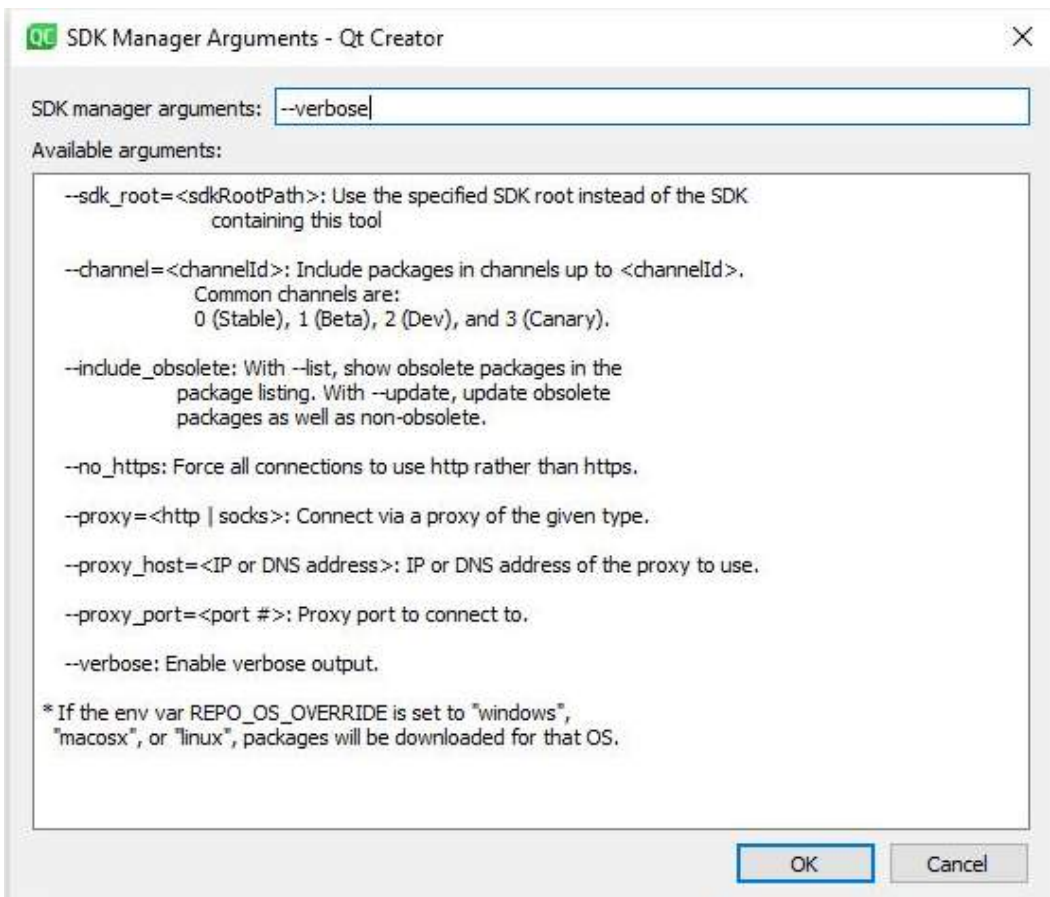 QC SDK Manager Arguments - Qt Creator
SDK manager arguments: --verbose
Available arguments:
--sdk_root=<sdkRootPath>: Use the specified SDK root instead of the SDK
containing this tool
--channel=<channelId>: Include packages in channels up to <channelId>.
Common channels are:
0 (Stable), 1 (Beta), 2 (Dev), and 3 (Canary).
--include_obsolete: With --list, show obsolete packages in the
package listing. With --update, update obsolete
packages as well as non-obsolete.
--no_https: Force all connections to use http rather than https.
--proxy=<http | socks>: Connect via a proxy of the given type.
--proxy_host=<IP or DNS address>: IP or DNS address of the proxy to use.
--proxy_port=<port #>: Proxy port to connect to.
--verbose: Enable verbose output.
* If the env var REPO_OS_OVERRIDE is set to "windows",
"macosx", or "linux", packages will be downloaded for that OS.
OK Cancel